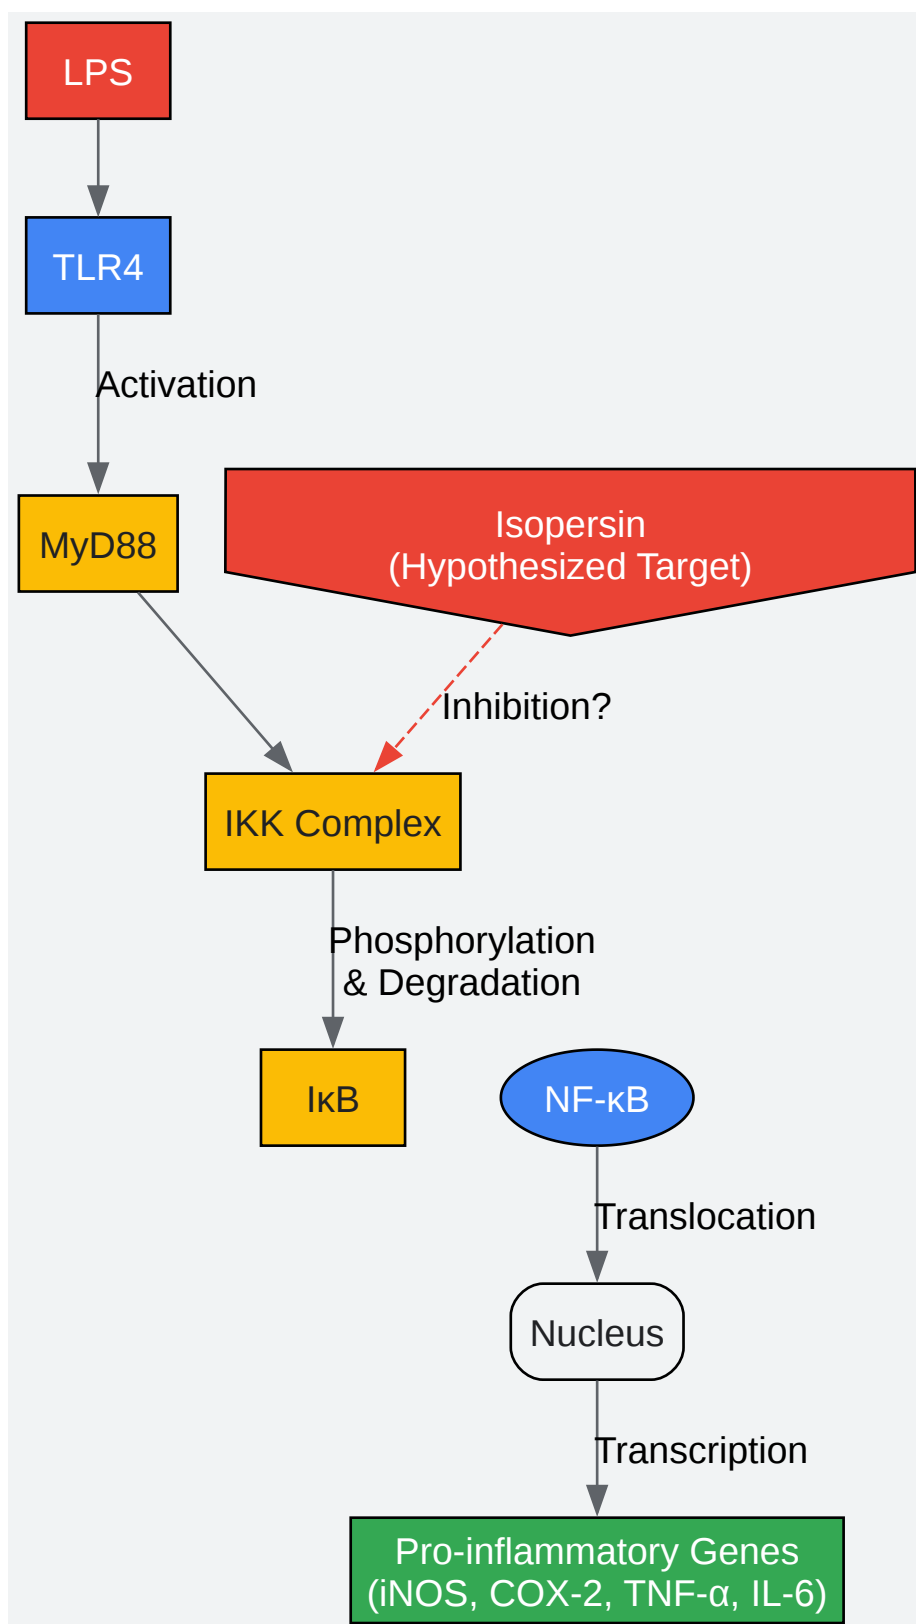 LPS
TLR4
Activation
MyD88
Isopersin
(Hypothesized Target)
Inhibition?
IKK Complex
Phosphorylation
& Degradation
IκB
NF-κB
Translocation
Nucleus
Transcription
Pro-inflammatory Genes
(iNOS, COX-2, TNF-α, IL-6)